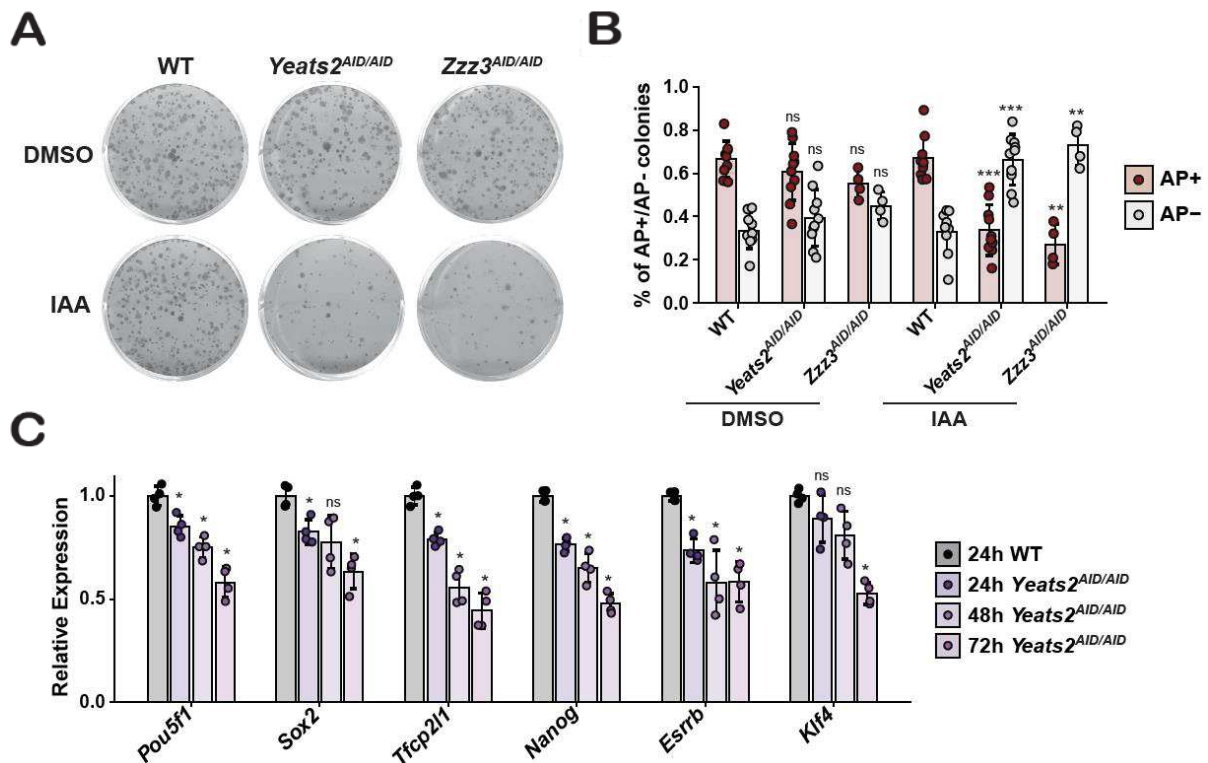 A
WT
Yeats2AID/AID
Zzz3AID/AID
DMSO
IAA
B
% of AP+/AP- colonies
1.0
0.8
0.6
0.4
0.2
0.0
ns
ns
ns
ns
***
***
**
**
WT
Yeats2AID/AID
Zzz3AID/AID
WT
Yeats2AID/AID
Zzz3AID/AID
DMSO
IAA
AP+
AP−
C
Relative Expression
1.0
0.5
0.0
* * *
* ns *
* * *
* * *
* * *
ns ns *
Pou5f1
Sox2
Tfcp2l1
Nanog
Esrrb
Klf4
24h WT
24h Yeats2AID/AID
48h Yeats2AID/AID
72h Yeats2AID/AID